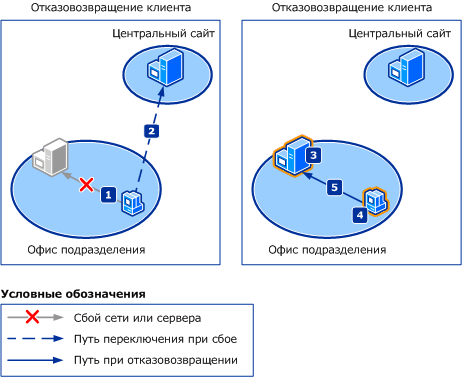 Отказовозвращение клиента
Отказовозвращение клиента
Центральный сайт
2
1
Офис подразделения
Центральный сайт
3
5
4
Офис подразделения
Условные обозначения
Сбой сети или сервера
Путь переключения при сбое
Путь при отказовозвращении